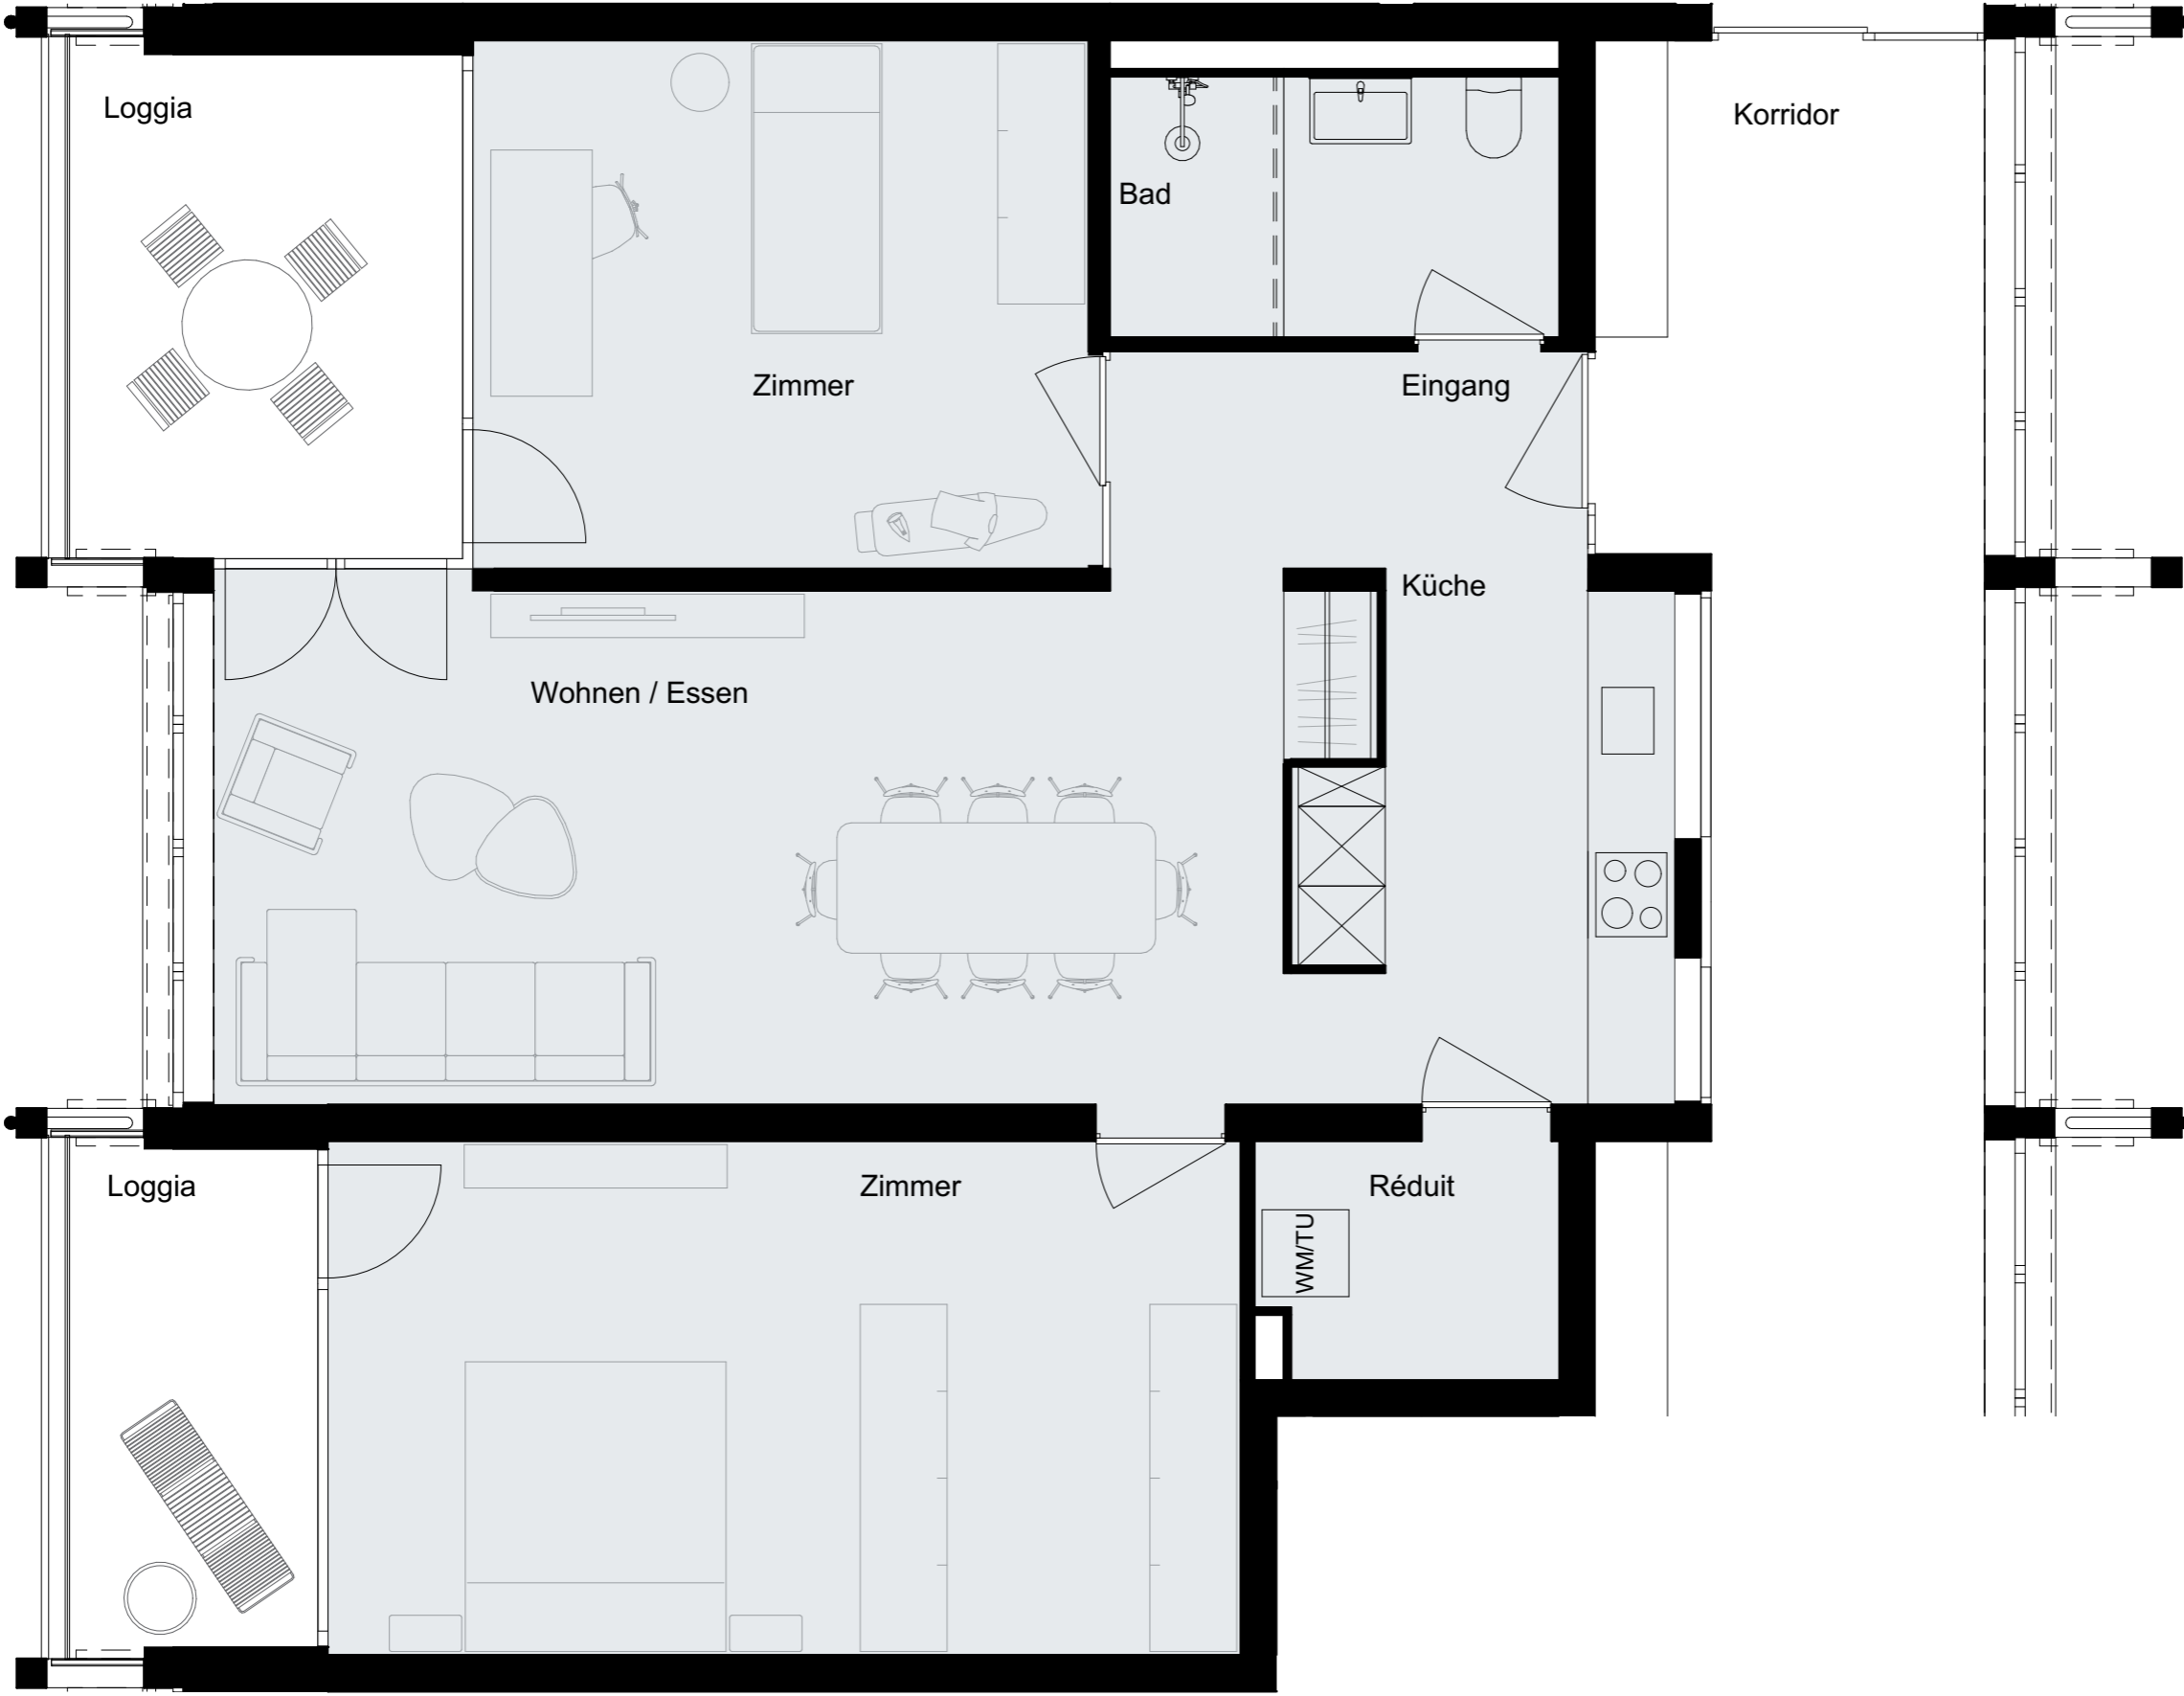 Loggia
Korridor
Bad
Zimmer
Eingang
Küche
Wohnen / Essen
Loggia
Zimmer
Réduit
WM/TU